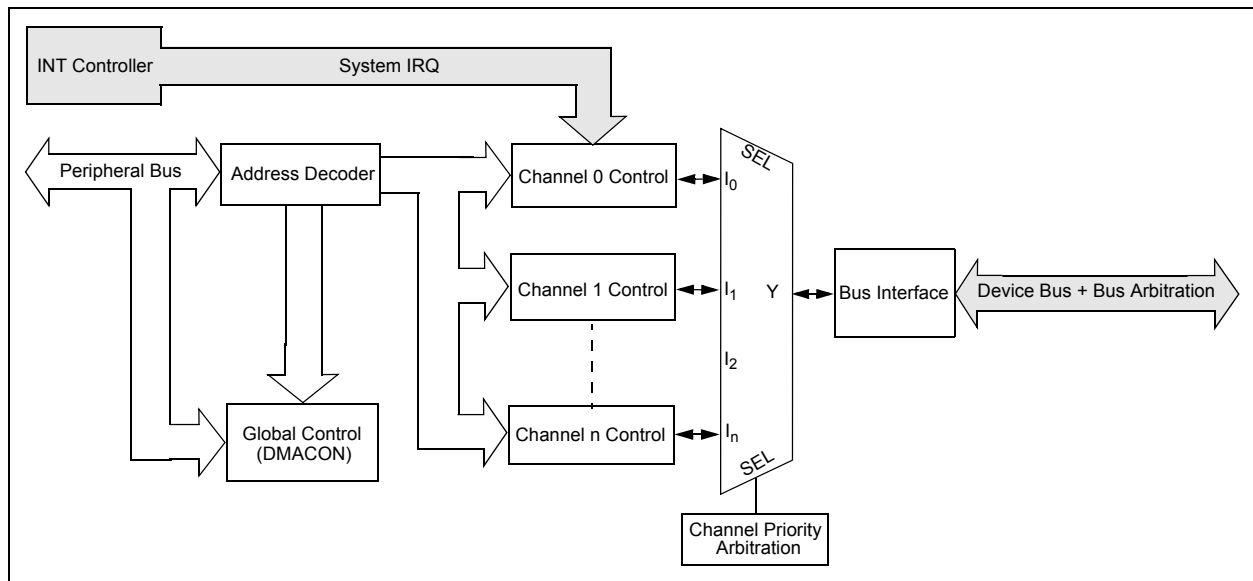 INT Controller
System IRQ
Peripheral Bus
Address Decoder
Channel 0 Control
SEL
I0
Channel 1 Control
I1
Y
Bus Interface
Device Bus + Bus Arbitration
I2
Global Control
(DMACON)
Channel n Control
In
SEL
Channel Priority
Arbitration